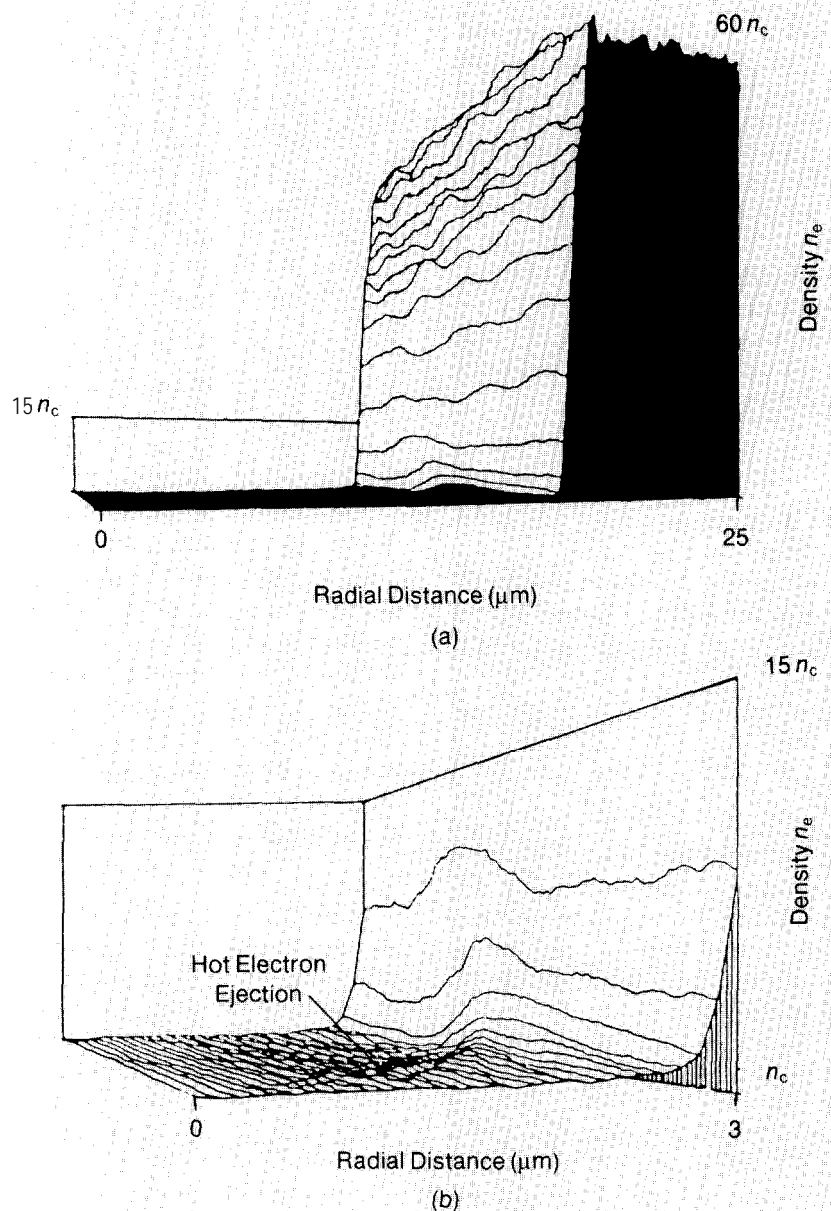 60 n_c
Density n_e
15 n_c
0
25
Radial Distance (μm)
(a)
15 n_c
Density n_e
Hot Electron
Ejection
n_c
0
3
Radial Distance (μm)
(b)